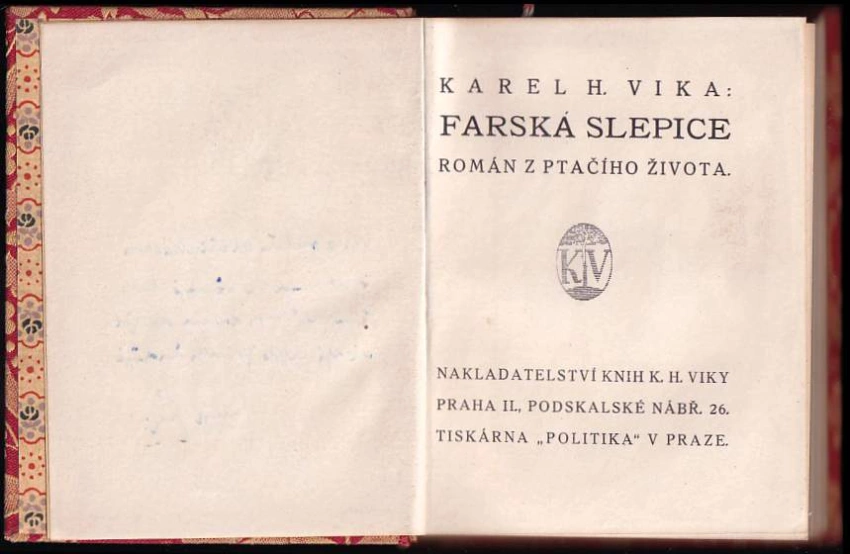 KAREL H. VIKA:
FARSKÁ SLEPICE
ROMÁN Z PTAČÍHO ŽIVOTA.
KV
NAKLADATELSTVÍ KNIH K. H. VIKY
PRAHA II., PODSKALSKÉ NÁBŘ. 26.
TISKÁRNA „POLITIKA“ V PRAZE.